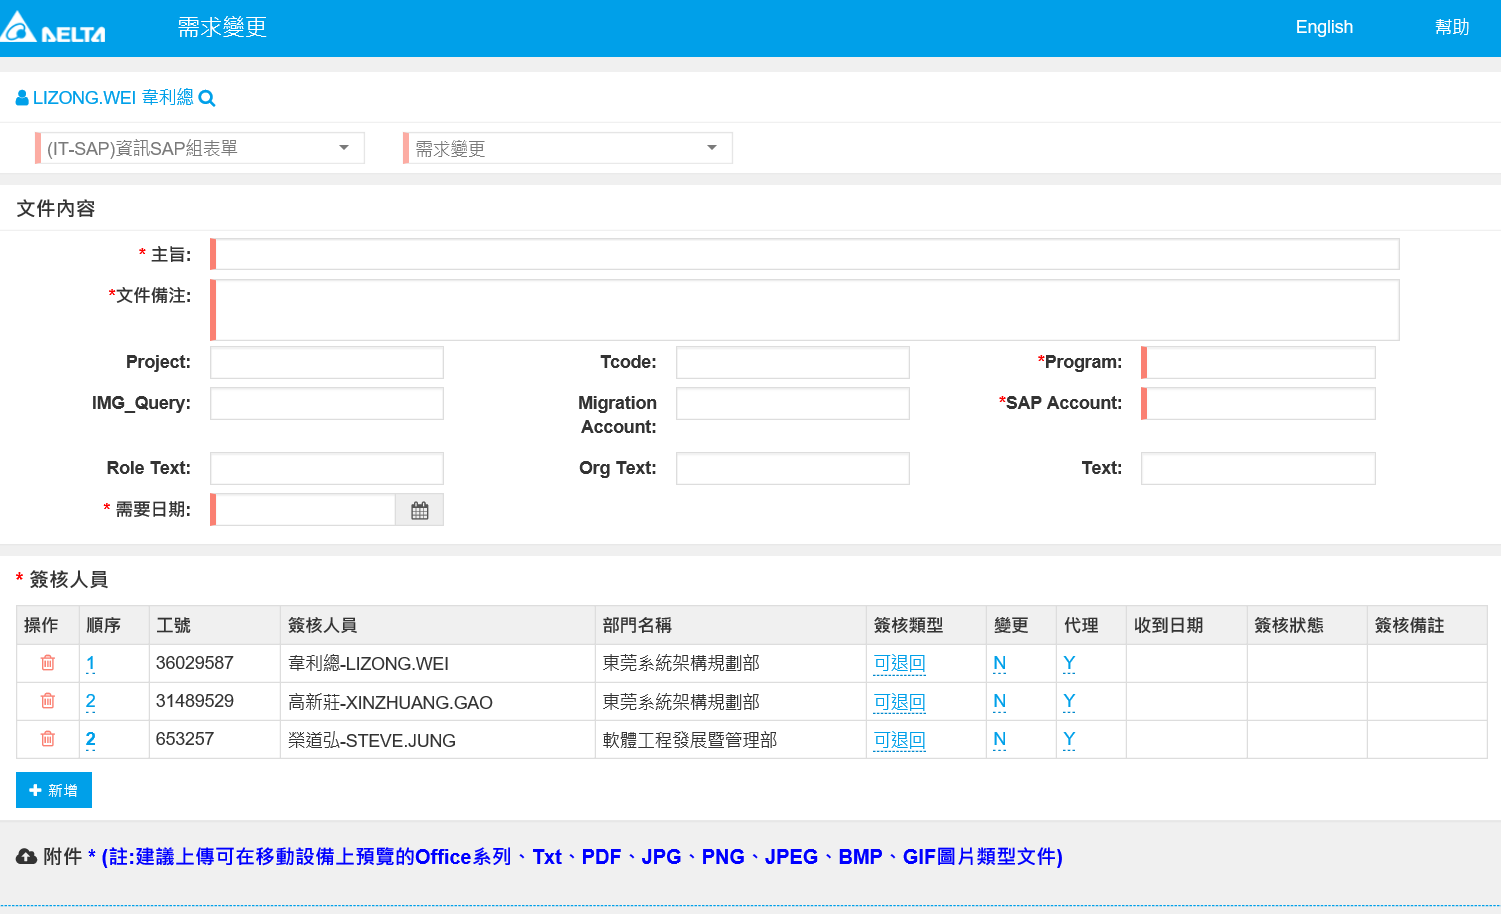 DELTA 需求變更 English 幫助
LIZONG.WEI 韋利總
(IT-SAP)資訊SAP組表單 需求變更
文件內容
* 主旨:
*文件備注:
Project: Tcode: *Program:
IMG_Query: Migration Account: *SAP Account:
Role Text: Org Text: Text:
* 需要日期:
* 簽核人員
操作 順序 工號 簽核人員 部門名稱 簽核類型 變更 代理 收到日期 簽核狀態 簽核備註
1 36029587 韋利總-LIZONG.WEI 東莞系統架構規劃部 可退回 N Y
2 31489529 高新莊-XINZHUANG.GAO 東莞系統架構規劃部 可退回 N Y
2 653257 榮道弘-STEVE.JUNG 軟體工程發展暨管理部 可退回 N Y
新增
附件 * (註:建議上傳可在移動設備上預覽的Office系列、Txt、PDF、JPG、PNG、JPEG、BMP、GIF圖片類型文件)